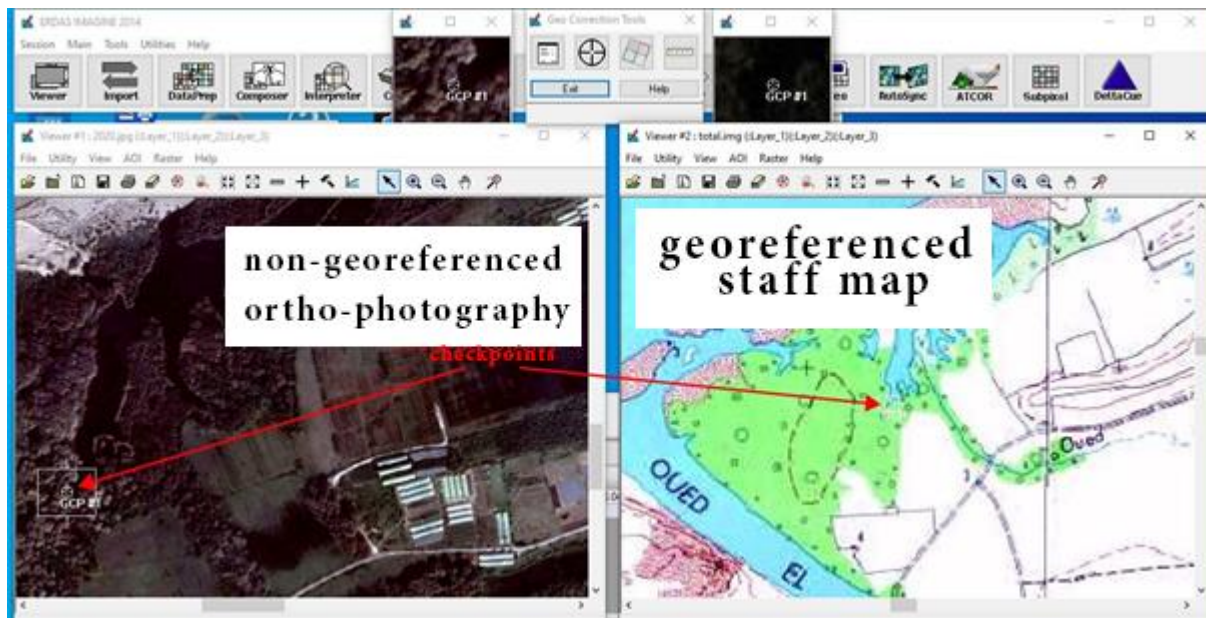 ERDAS IMAGINE 2014
Session Main Tools Utilities Help
Viewer Import DataPrep Composer Interpreter
GCP #1
Geo Correction Tools
Exit Help
GCP #1
AutoSync ATCOR Subpixel DeltaCue
Viewer #1 : 2020.jpg (:Layer_1)(:Layer_2)(:Layer_3)
File Utility View AOI Raster Help
non-georeferenced
ortho-photography
checkpoints
GCP #1
Viewer #2 : total.img (:Layer_1)(:Layer_2)(:Layer_3)
File Utility View AOI Raster Help
georeferenced
staff map
Oued
OUED
EL